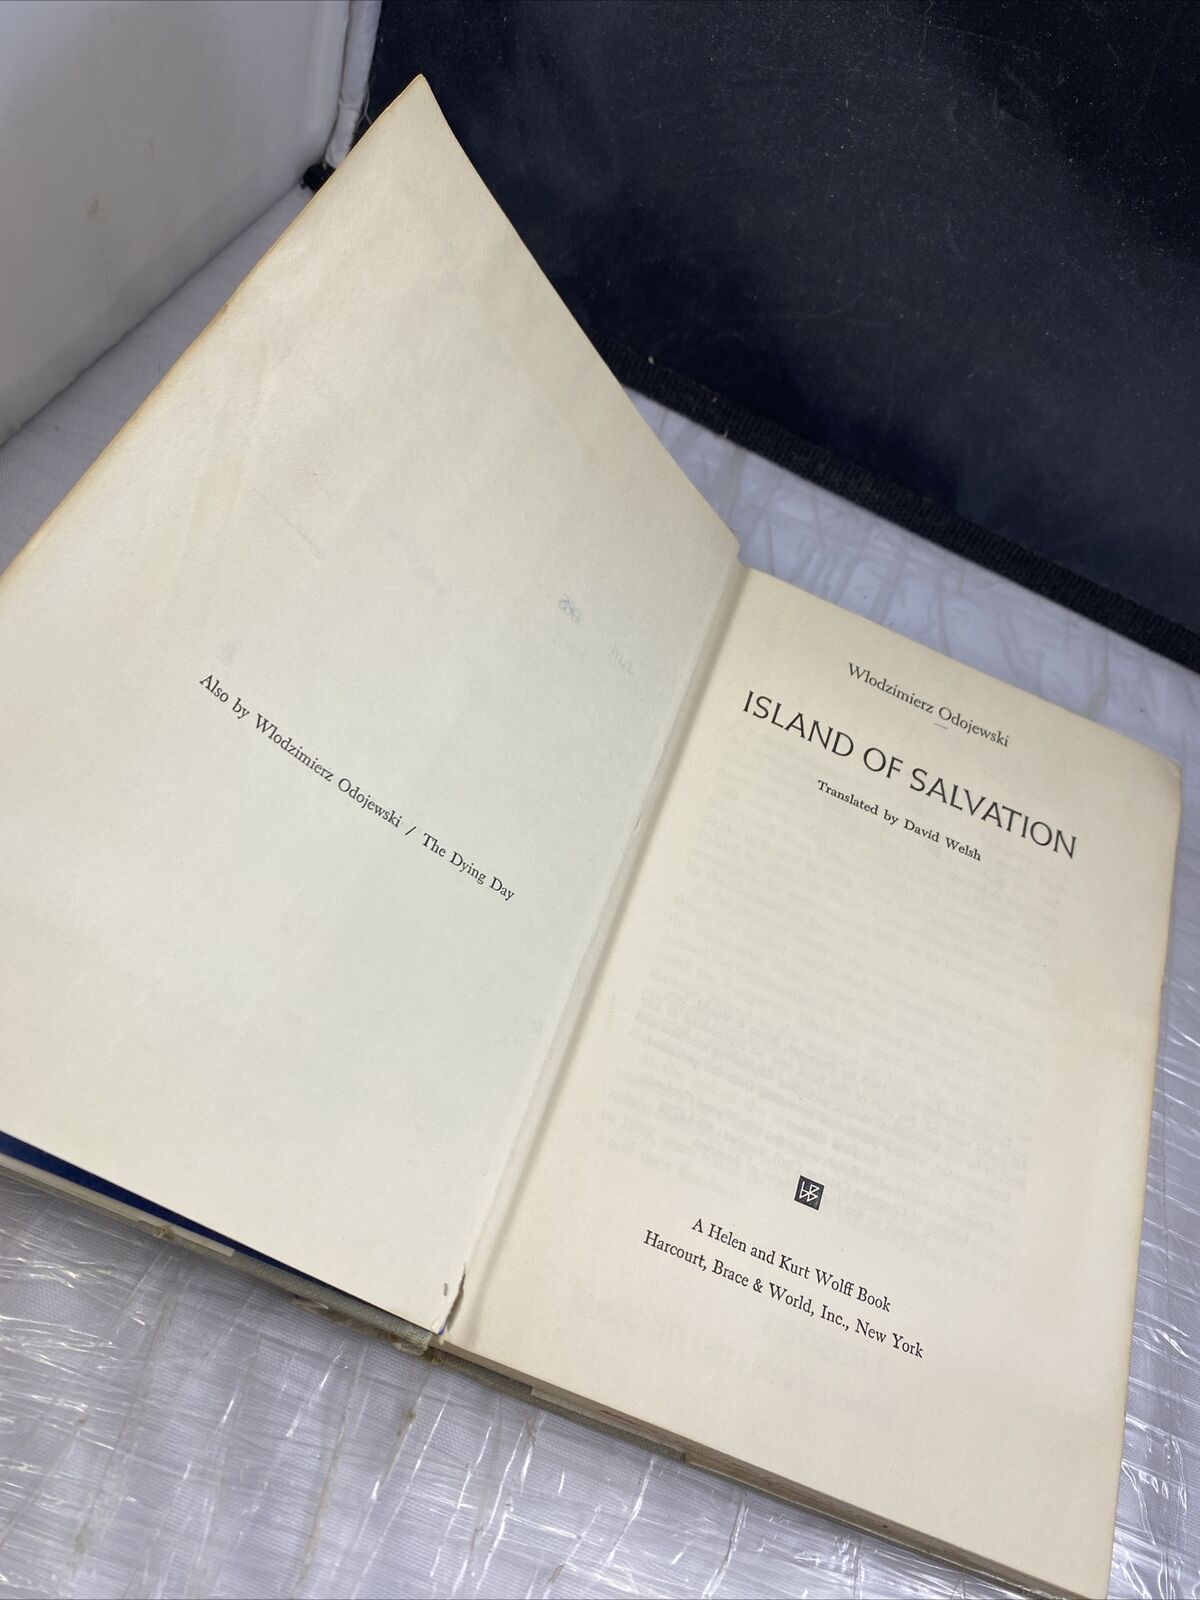 Also by Wlodzimierz Odojewski / The Dying Day
Wlodzimierz Odojewski
ISLAND OF SALVATION
Translated by David Welsh
A Helen and Kurt Wolff Book
Harcourt, Brace & World, Inc., New York